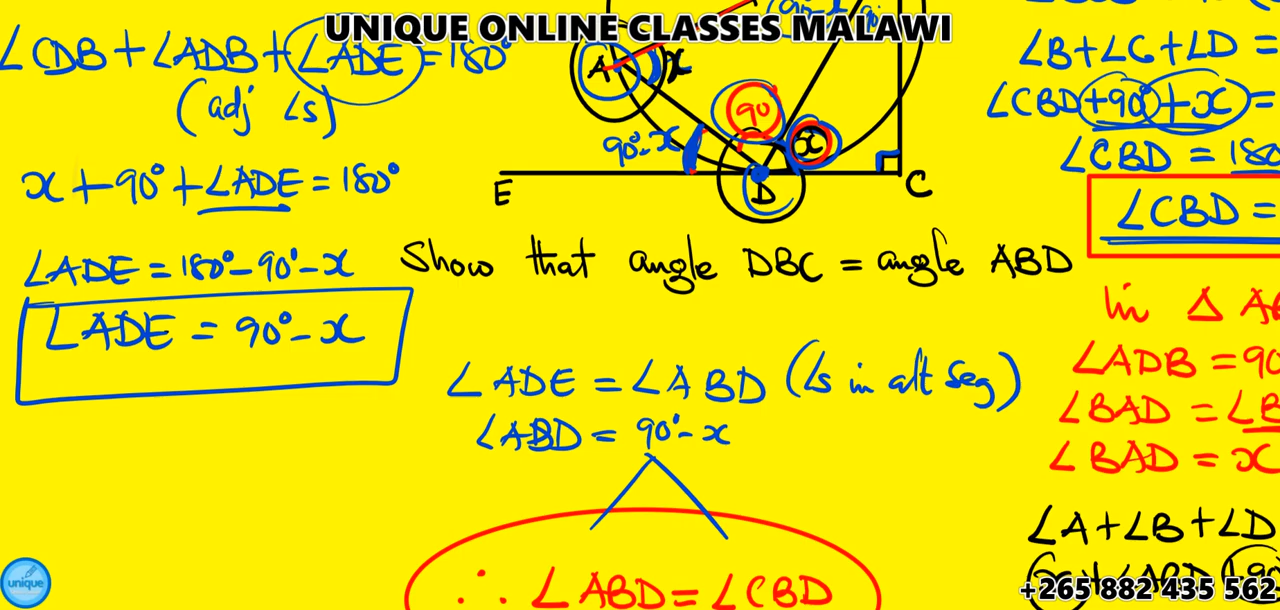 UNIQUE ONLINE CLASSES MALAWI
∠CDB + ∠ADB + ∠ADE = 180°
(adj ∠s)
x + 90° + ∠ADE = 180°
∠ADE = 180° - 90° - x
∠ADE = 90° - x
A
x
90
x
90° - x
E
D
C
Show that angle DBC = angle ABD
∠ADE = ∠ABD (∠s in alt seg)
∠ABD = 90° - x
∴ ∠ABD = ∠CBD
∠B + ∠C + ∠D =
∠CBD + 90° + x =
∠CBD = 180
∠CBD =
In Δ A
∠ADB = 90
∠BAD = ∠B
∠BAD = x
∠A + ∠B + ∠D
+265 882 435 562
unique